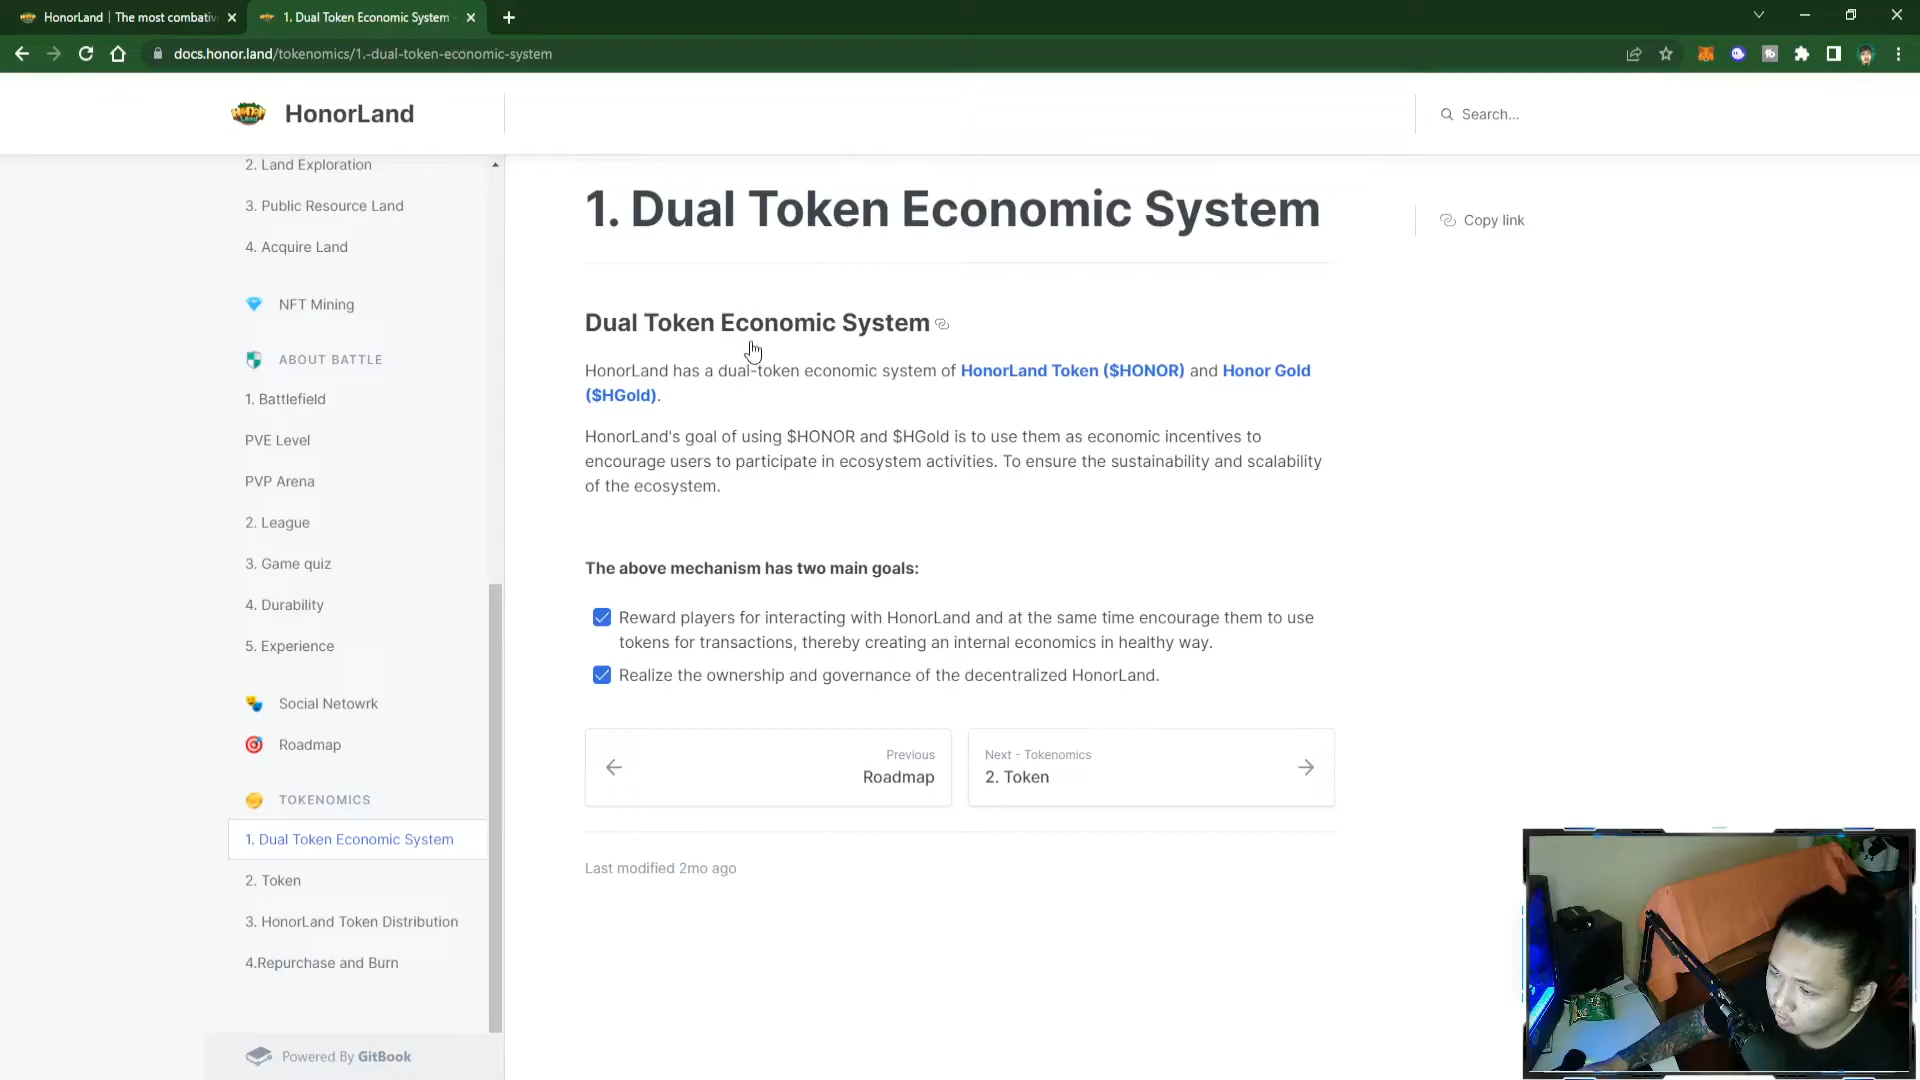 HonorLand | The most combativ
1. Dual Token Economic System
docs.honor.land/tokenomics/1.-dual-token-economic-system
HonorLand
Search...
2. Land Exploration
3. Public Resource Land
4. Acquire Land
NFT Mining
ABOUT BATTLE
1. Battlefield
PVE Level
PVP Arena
2. League
3. Game quiz
4. Durability
5. Experience
Social Netowrk
Roadmap
TOKENOMICS
1. Dual Token Economic System
2. Token
3. HonorLand Token Distribution
4.Repurchase and Burn
Powered By GitBook
1. Dual Token Economic System
Copy link
Dual Token Economic System
HonorLand has a dual-token economic system of HonorLand Token ($HONOR) and Honor Gold
($HGold).
HonorLand's goal of using $HONOR and $HGold is to use them as economic incentives to
encourage users to participate in ecosystem activities. To ensure the sustainability and scalability
of the ecosystem.
The above mechanism has two main goals:
Reward players for interacting with HonorLand and at the same time encourage them to use
tokens for transactions, thereby creating an internal economics in healthy way.
Realize the ownership and governance of the decentralized HonorLand.
Previous
Roadmap
Next - Tokenomics
2. Token
Last modified 2mo ago